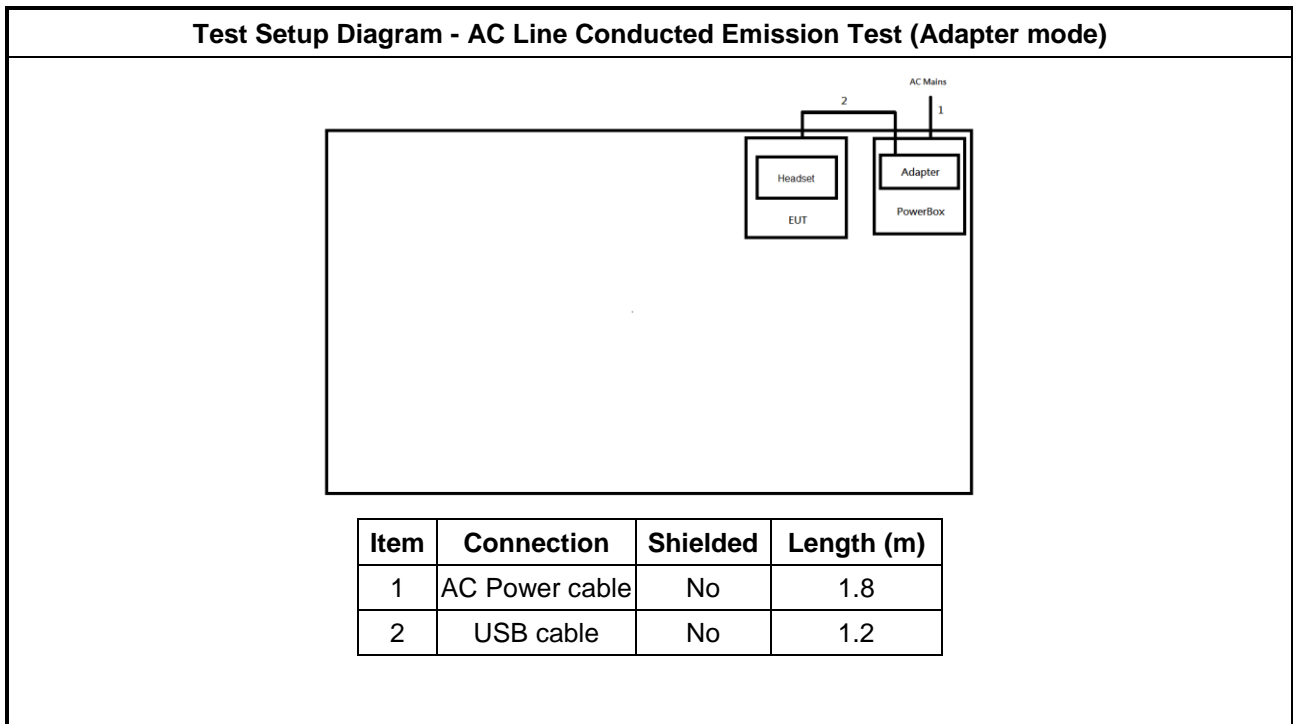 Test Setup Diagram - AC Line Conducted Emission Test (Adapter mode)
AC Mains
2
1
Headset
Adapter
EUT
PowerBox
Item Connection Shielded Length (m)
1 AC Power cable No 1.8
2 USB cable No 1.2